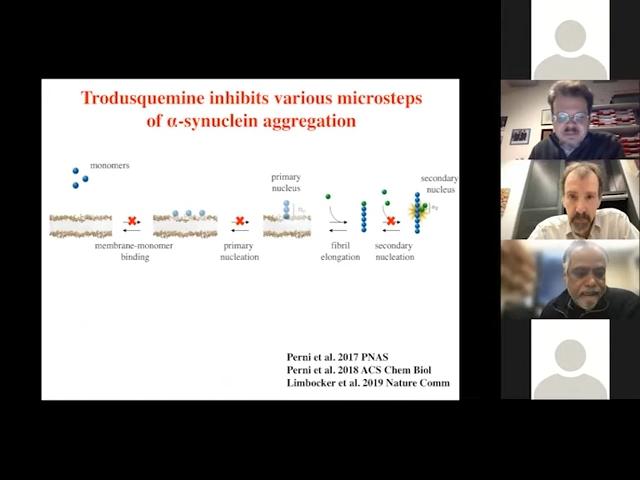 Trodusquemine inhibits various microsteps
of α-synuclein aggregation
monomers
primary
nucleus
secondary
nucleus
membrane-monomer
binding
primary
nucleation
fibril
elongation
secondary
nucleation
Perni et al. 2017 PNAS
Perni et al. 2018 ACS Chem Biol
Limbocker et al. 2019 Nature Comm